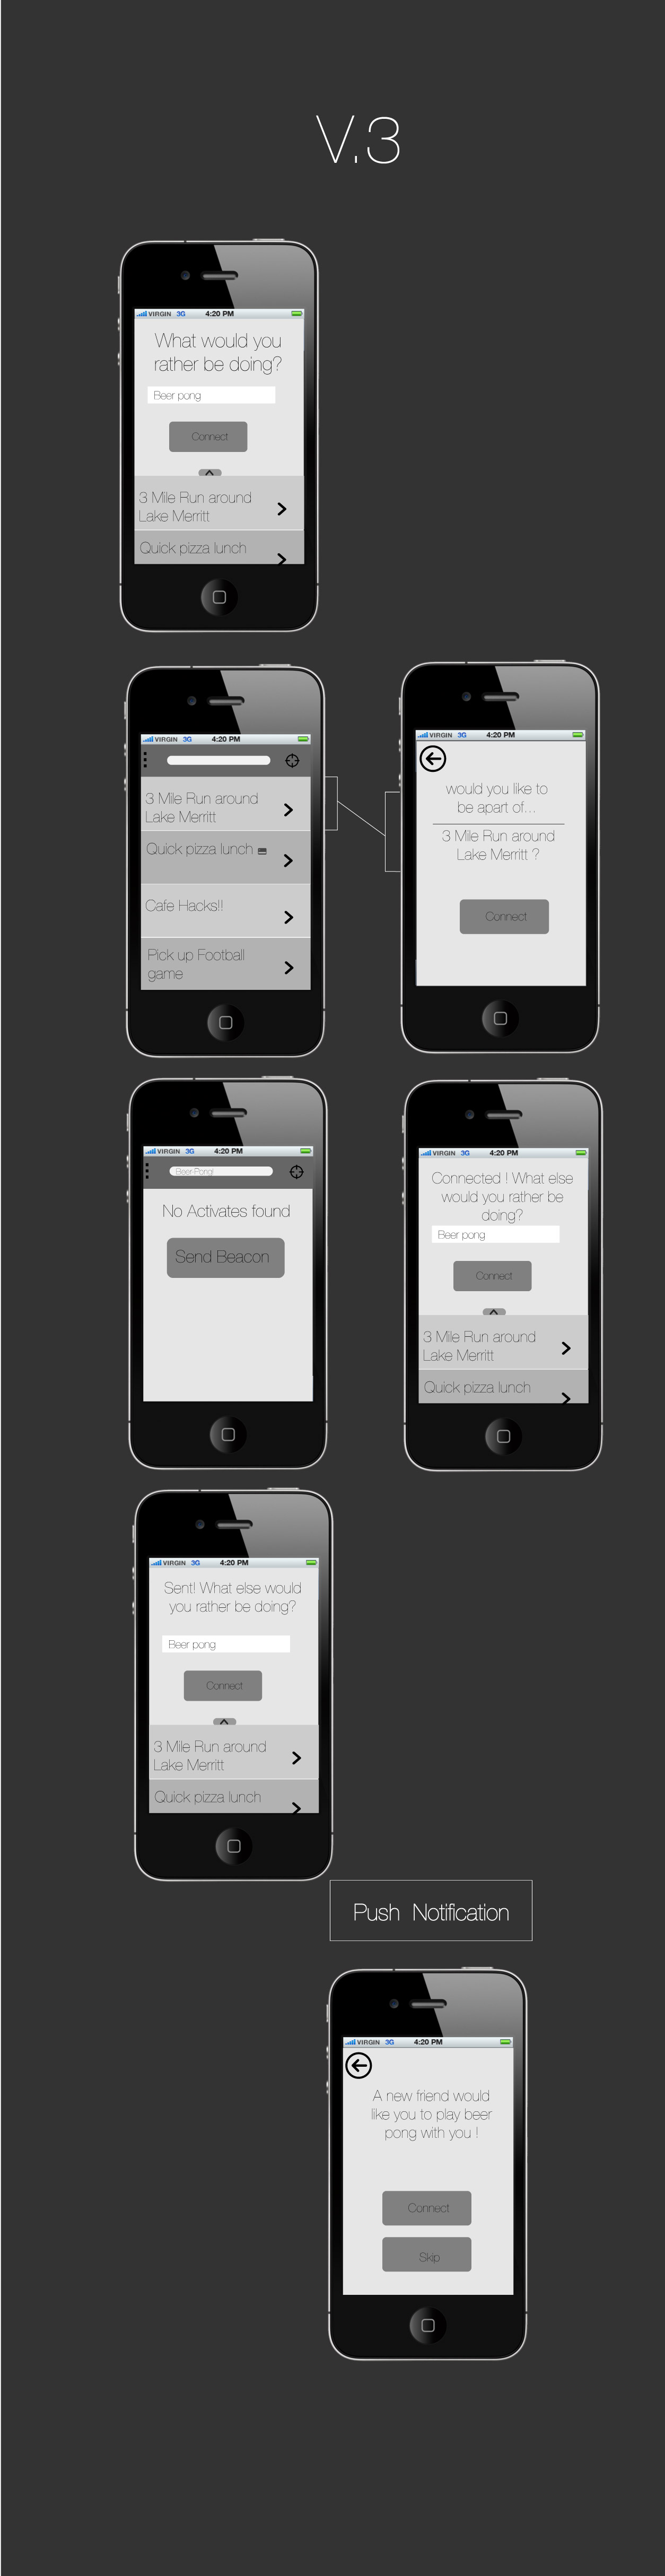 V.3
VIRGIN 3G 4:20 PM
What would you
rather be doing?
Beer pong
Connect
3 Mile Run around
Lake Merritt
Quick pizza lunch
VIRGIN 3G 4:20 PM
3 Mile Run around
Lake Merritt
Quick pizza lunch
Cafe Hacks!!
Pick up Football
game
VIRGIN 3G 4:20 PM
would you like to
be apart of...
3 Mile Run around
Lake Merritt ?
Connect
VIRGIN 3G 4:20 PM
Beer Pong!
No Activates found
Send Beacon
VIRGIN 3G 4:20 PM
Connected ! What else
would you rather be
doing?
Beer pong
Connect
3 Mile Run around
Lake Merritt
Quick pizza lunch
VIRGIN 3G 4:20 PM
Sent! What else would
you rather be doing?
Beer pong
Connect
3 Mile Run around
Lake Merritt
Quick pizza lunch
Push Notification
VIRGIN 3G 4:20 PM
A new friend would
like you to play beer
pong with you !
Connect
Skip